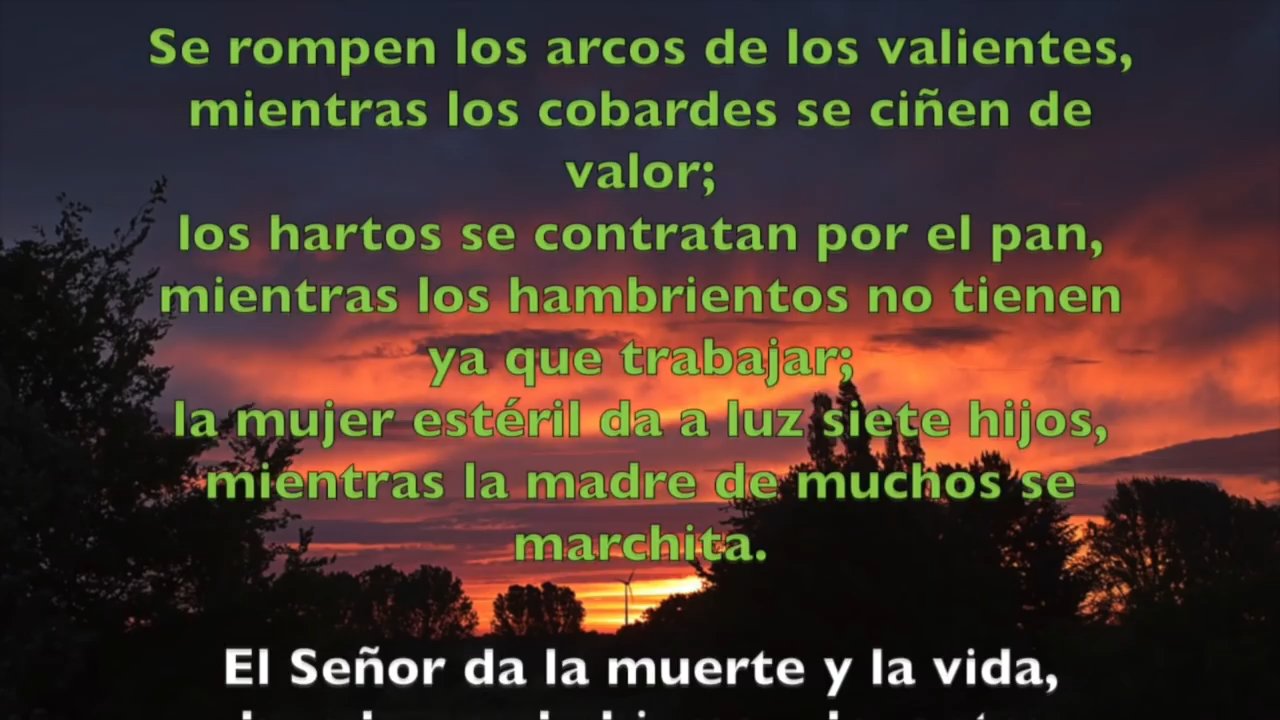 Se rompen los arcos de los valientes,
mientras los cobardes se ciñen de
valor;
los hartos se contratan por el pan,
mientras los hambrientos no tienen
ya que trabajar;
la mujer estéril da a luz siete hijos,
mientras la madre de muchos se
marchita.
El Señor da la muerte y la vida,